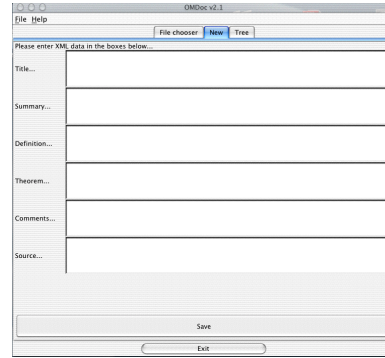 OMDoc v2.1
File Help
File chooser New Tree
Please enter XML data in the boxes below...
Title...
Summary...
Definition...
Theorem...
Comments...
Source...
Save
Exit